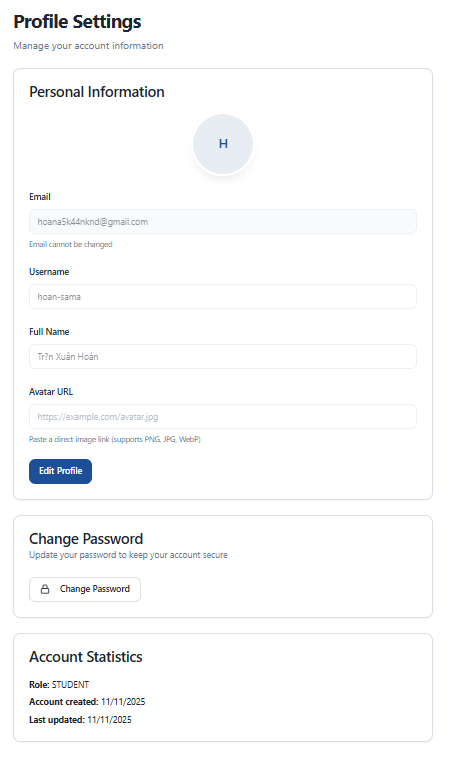 Profile Settings
Manage your account information
Personal Information
H
Email
hoana5k44nknd@gmail.com
Email cannot be changed
Username
hoan-sama
Full Name
Tr?n Xuân Hoàn
Avatar URL
https://example.com/avatar.jpg
Paste a direct image link (supports PNG, JPG, WebP)
Edit Profile
Change Password
Update your password to keep your account secure
Change Password
Account Statistics
Role: STUDENT
Account created: 11/11/2025
Last updated: 11/11/2025